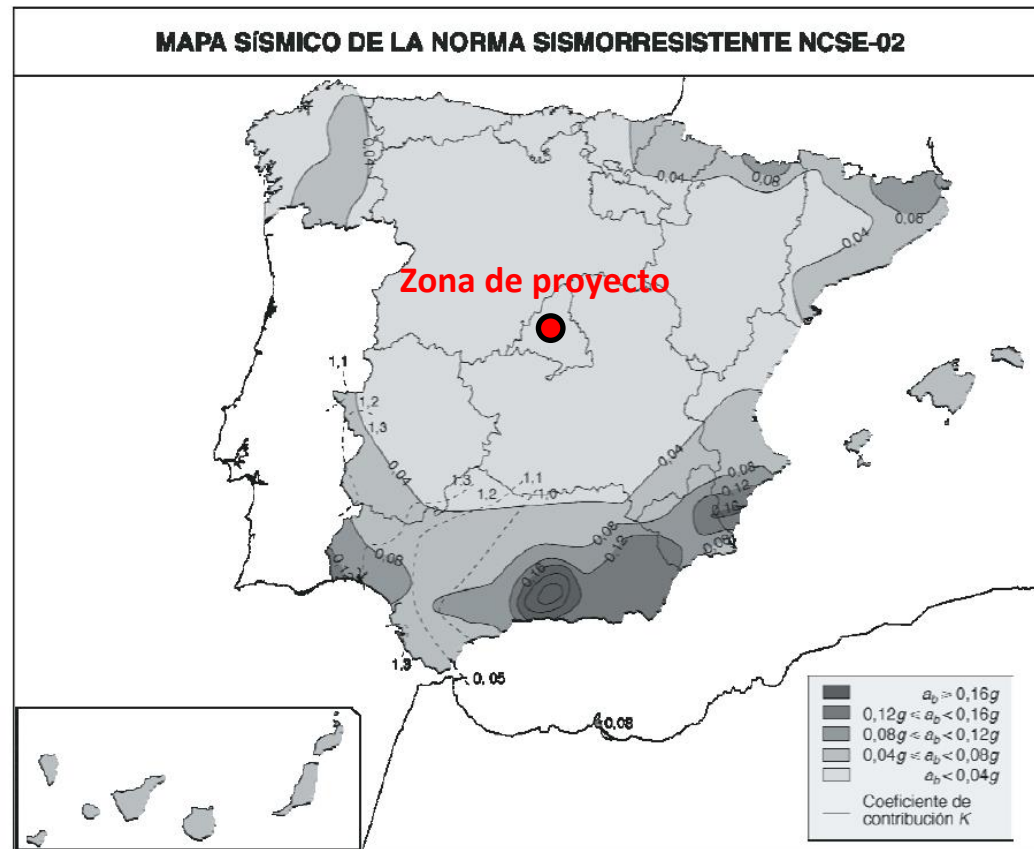 MAPA SÍSMICO DE LA NORMA SISMORRESISTENTE NCSE-02
0,04
0,04
0,08
0,08
0,04
Zona de proyecto
1,1
1,2
1,3
0,04
0,04
1,3
1,1
1,2
1,0
0,08
0,12
0,16
0,08
0,08
0,08
0,12
0,16
1,3
0,05
0,08
a_b ≥ 0,16g
0,12g ≤ a_b < 0,16g
0,08g ≤ a_b < 0,12g
0,04g ≤ a_b < 0,08g
a_b < 0,04g
Coeficiente de
contribución K